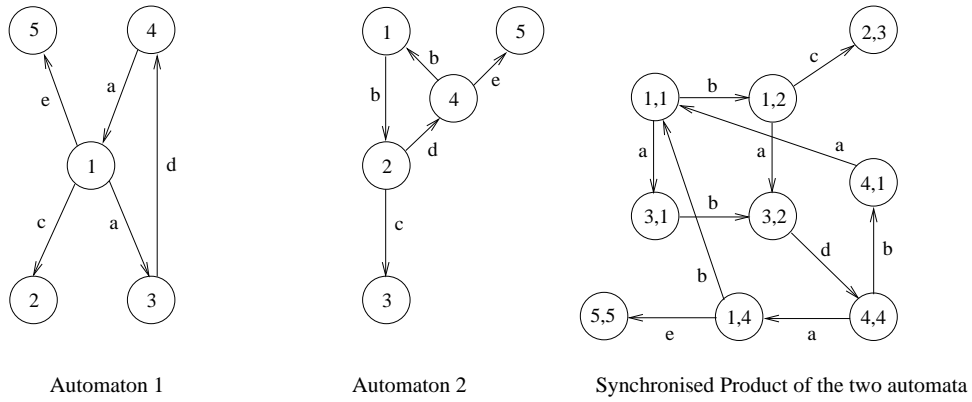 5
4
a
e
1
d
c
a
2
3
Automaton 1
1
5
b
e
b
4
2
d
c
3
Automaton 2
2,3
c
1,1
b
1,2
a
a
a
4,1
3,1
b
3,2
d
b
b
5,5
e
1,4
a
4,4
Synchronised Product of the two automata